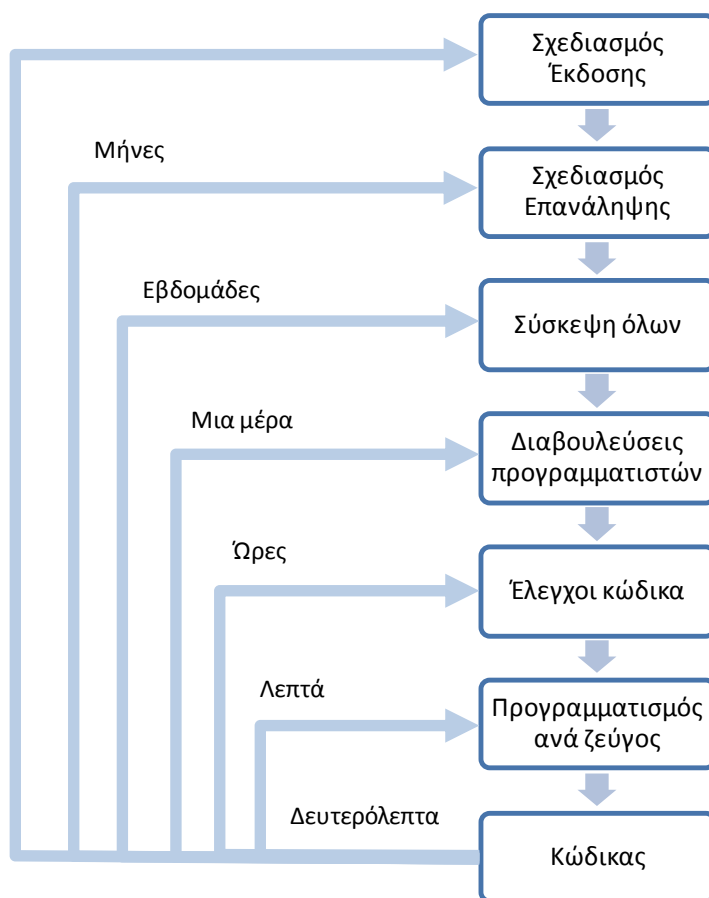 Σχεδιασμός
Έκδοσης
Μήνες
Σχεδιασμός
Επανάληψης
Εβδομάδες
Σύσκεψη όλων
Μια μέρα
Διαβουλεύσεις
προγραμματιστών
Ώρες
Έλεγχοι κώδικα
Λεπτά
Προγραμματισμός
ανά ζεύγος
Δευτερόλεπτα
Κώδικας